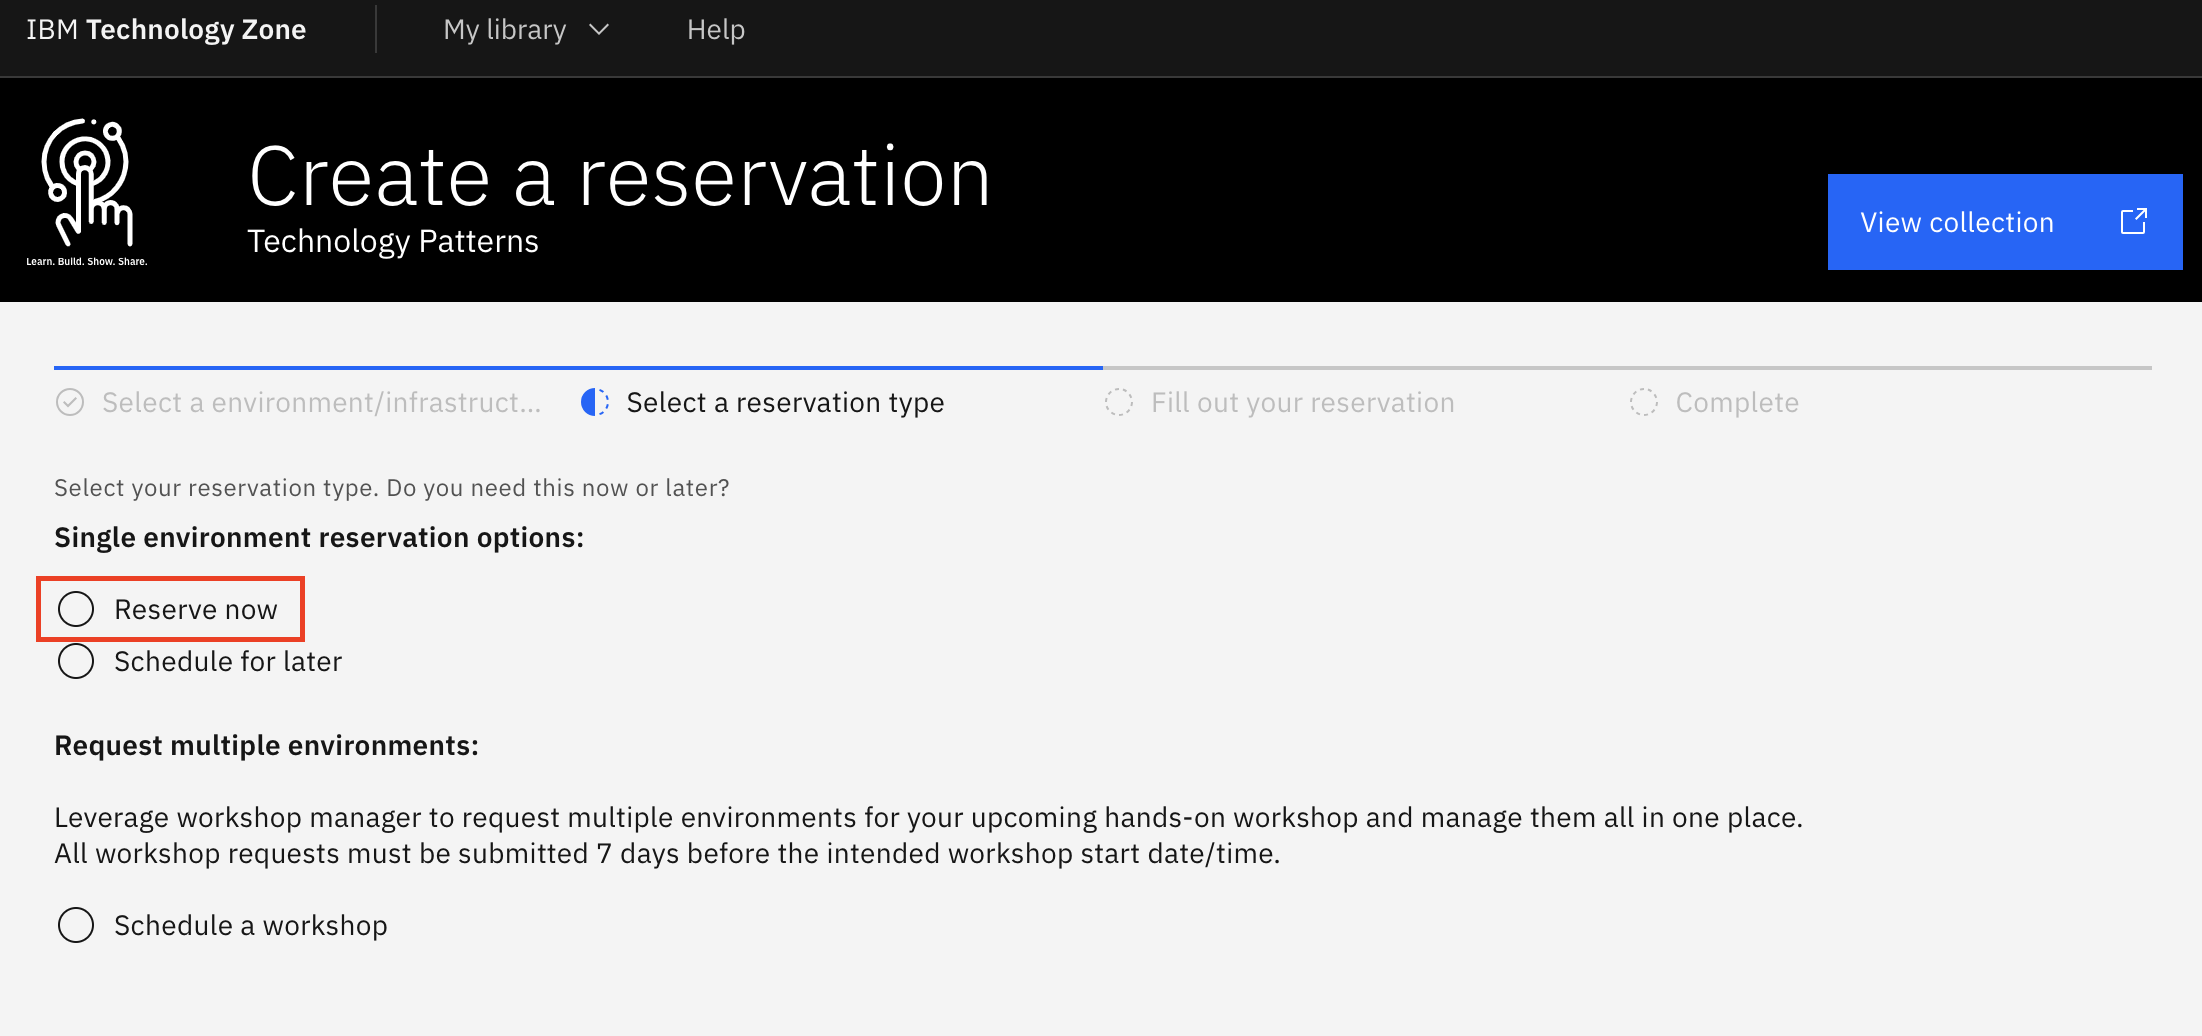 IBM Technology Zone
My library
Help
Create a reservation
Technology Patterns
Learn. Build. Show. Share.
View collection
Select a environment/infrastruct...
Select a reservation type
Fill out your reservation
Complete
Select your reservation type. Do you need this now or later?
Single environment reservation options:
Reserve now
Schedule for later
Request multiple environments:
Leverage workshop manager to request multiple environments for your upcoming hands-on workshop and manage them all in one place.
All workshop requests must be submitted 7 days before the intended workshop start date/time.
Schedule a workshop